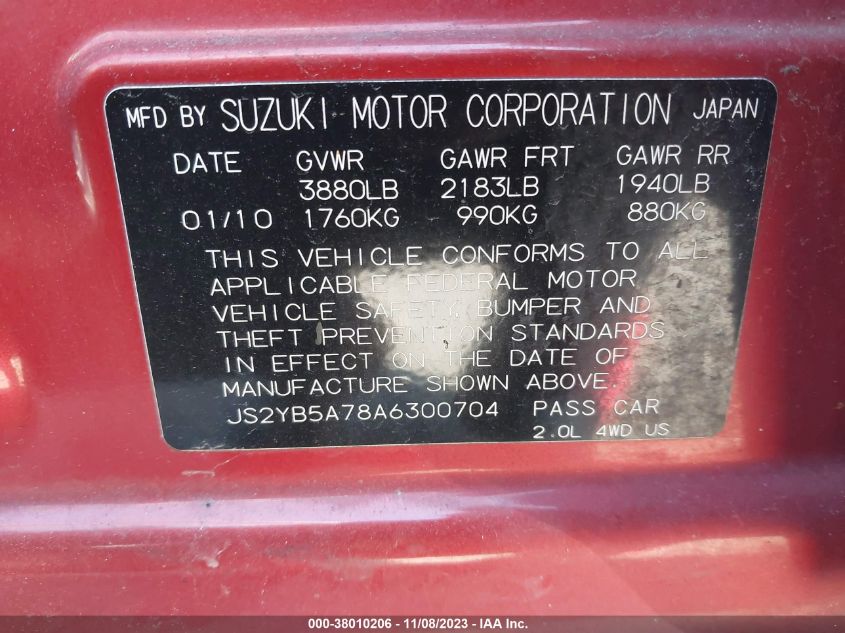 MFD BY SUZUKI MOTOR CORPORATION JAPAN
DATE GVWR GAWR FRT GAWR RR
3880LB 2183LB 1940LB
01/10 1760KG 990KG 880KG
THIS VEHICLE CONFORMS TO ALL
APPLICABLE FEDERAL MOTOR
VEHICLE SAFETY, BUMPER AND
THEFT PREVENTION STANDARDS
IN EFFECT ON THE DATE OF
MANUFACTURE SHOWN ABOVE.
JS2YB5A78A6300704 PASS CAR
2.0L 4WD US
000-38010206 - 11/08/2023 - IAA Inc.